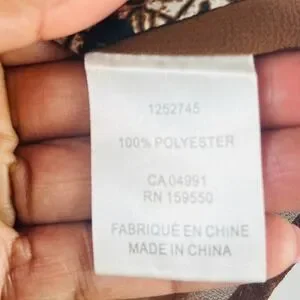 1252745
100% POLYESTER
CA 04991
RN 159550
FABRIQUÉ EN CHINE
MADE IN CHINA